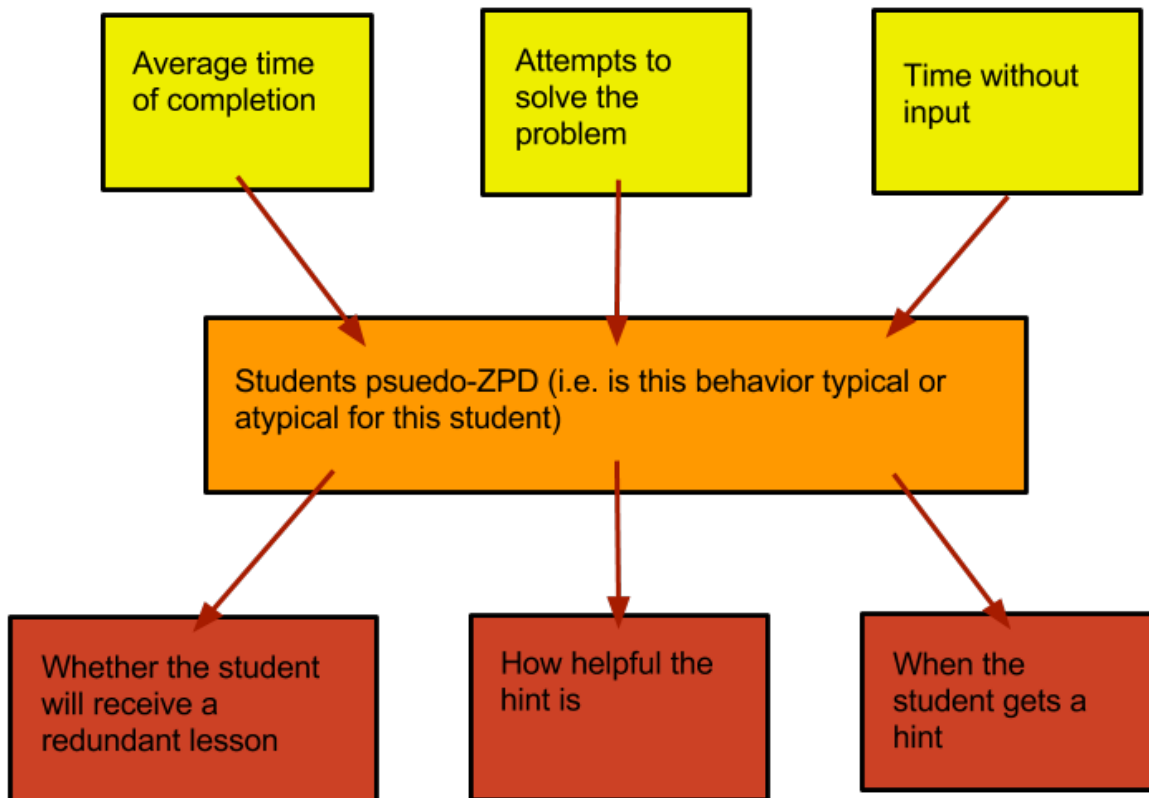 Average time
of completion
Attempts to
solve the
problem
Time without
input
Students psuedo-ZPD (i.e. is this behavior typical or
atypical for this student)
Whether the student
will receive a
redundant lesson
How helpful the
hint is
When the
student gets a
hint